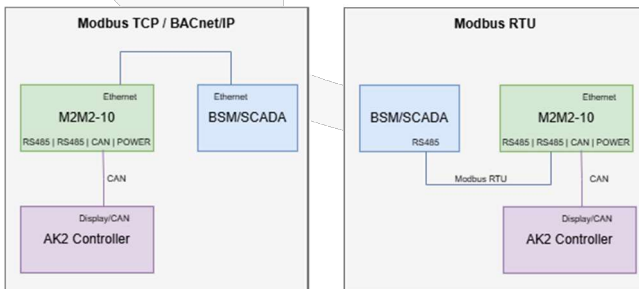 Modbus TCP / BACnet/IP
Ethernet
M2M2-10
RS485 | RS485 | CAN | POWER
Ethernet
BSM/SCADA
CAN
Display/CAN
AK2 Controller
Modbus RTU
BSM/SCADA
RS485
Ethernet
M2M2-10
RS485 | RS485 | CAN | POWER
Modbus RTU
CAN
Display/CAN
AK2 Controller